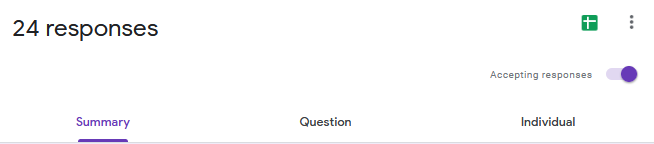 24 responses
Accepting responses
Summary Question Individual